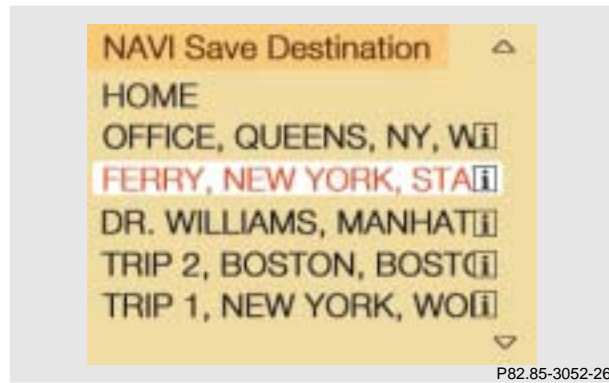 NAVI Save Destination
HOME
OFFICE, QUEENS, NY, W
FERRY, NEW YORK, STA
DR. WILLIAMS, MANHAT
TRIP 2, BOSTON, BOST
TRIP 1, NEW YORK, WO
P82.85-3052-26